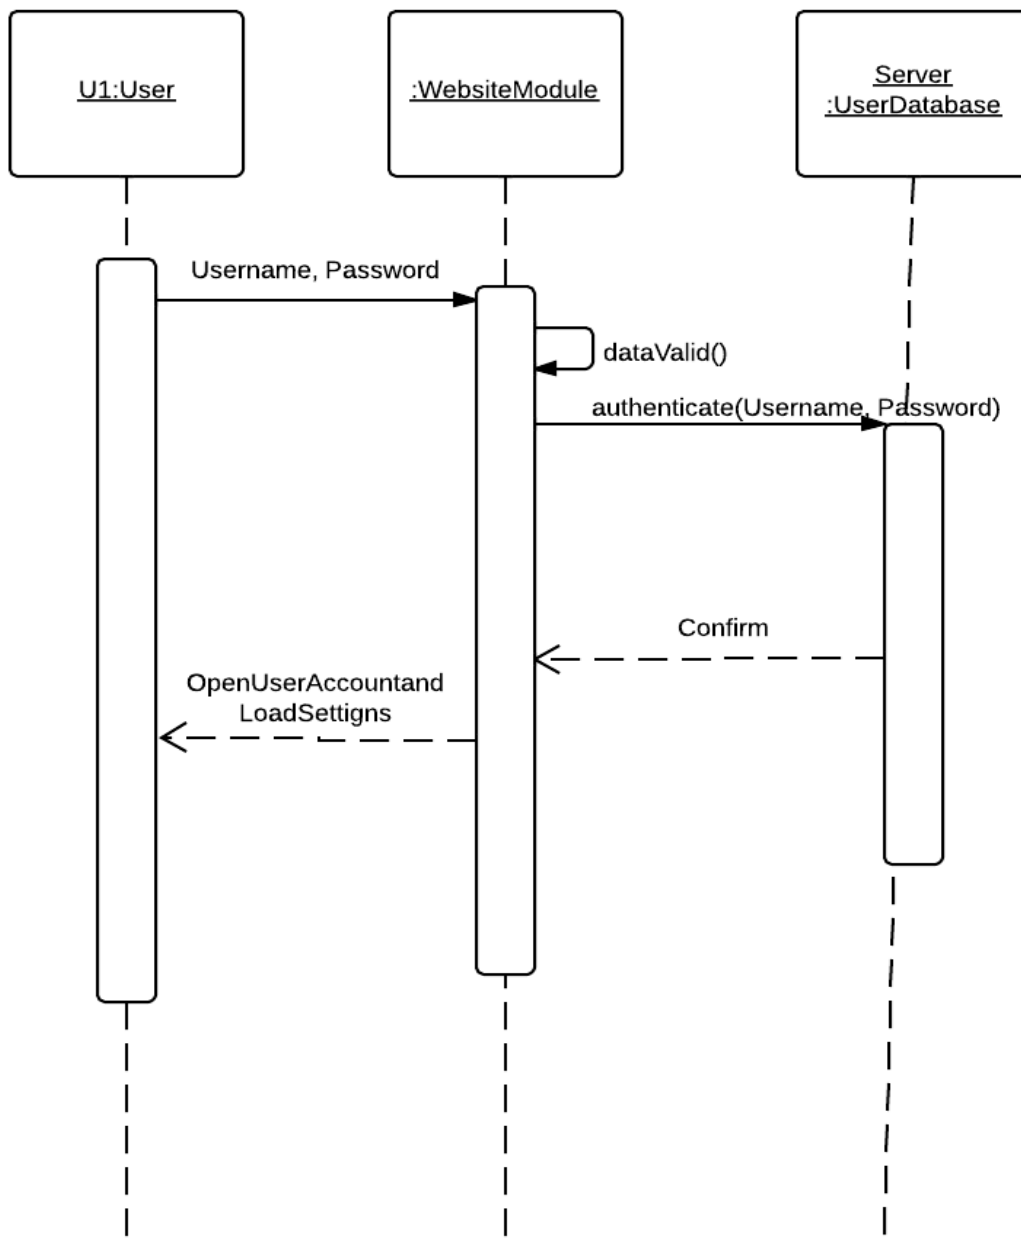 U1:User
:WebsiteModule
Server
:UserDatabase
Username, Password
dataValid()
authenticate(Username, Password)
Confirm
OpenUserAccountand
LoadSettigns